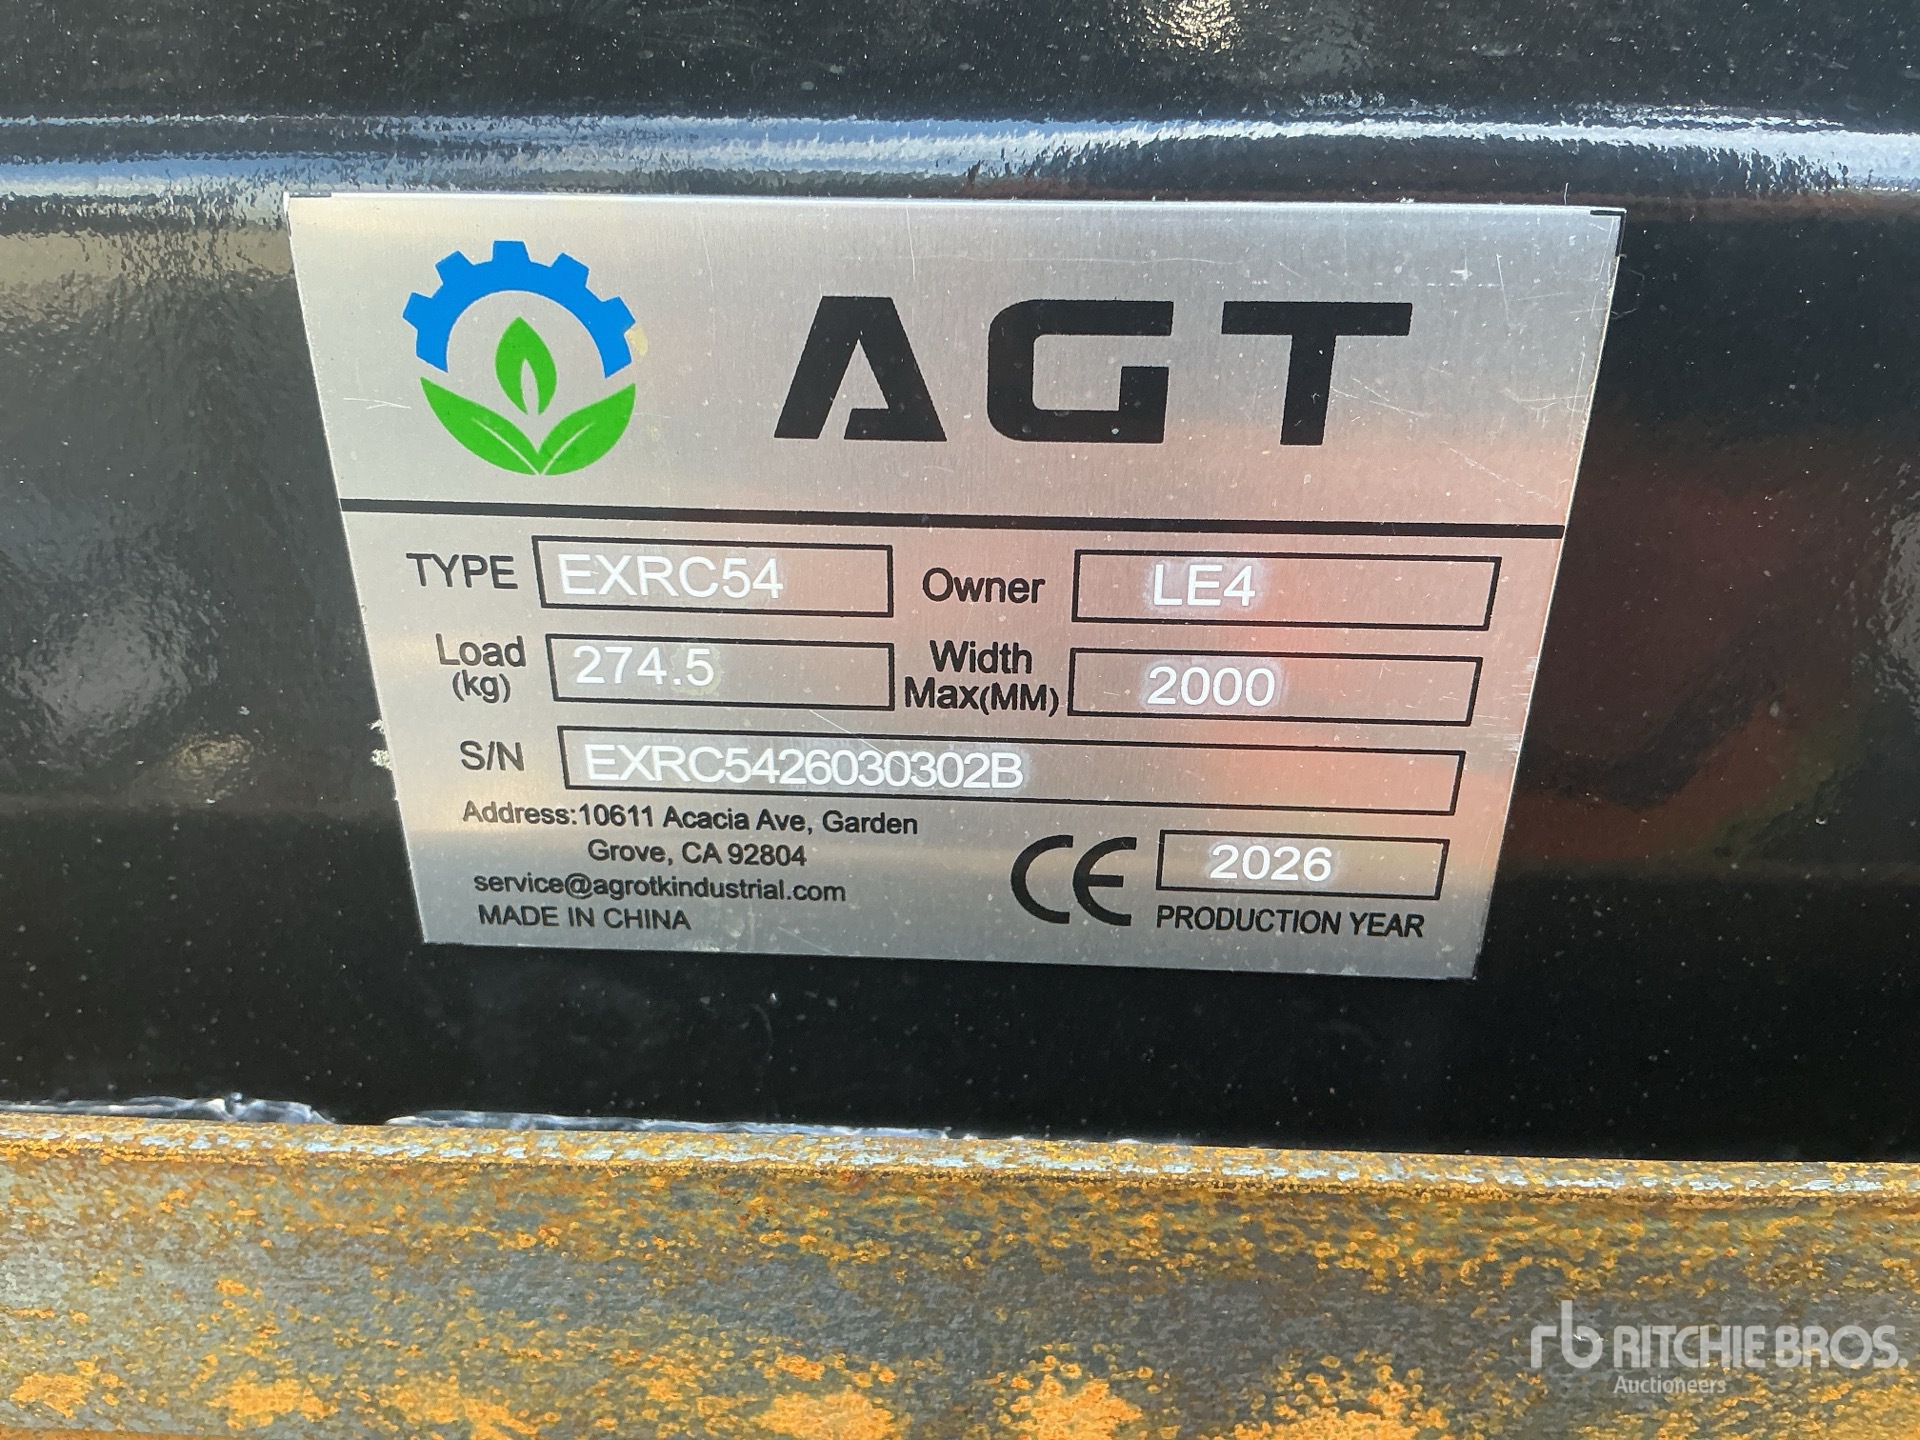 AGT
TYPE EXRC54 Owner LE4
Load (kg) 274.5 Width Max(MM) 2000
S/N EXRC5426030302B
Address:10611 Acacia Ave, Garden
Grove, CA 92804
service@agrotkindustrial.com
MADE IN CHINA
CE 2026
PRODUCTION YEAR
rb RITCHIE BROS.
Auctioneers